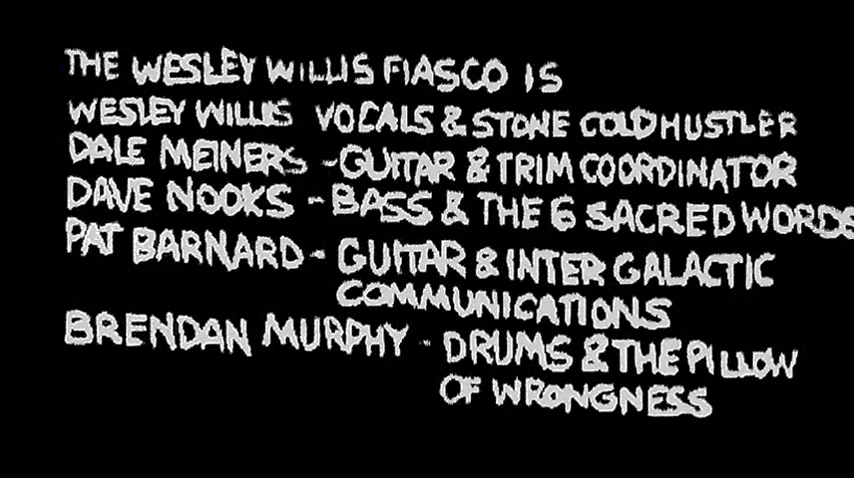 THE WESLEY WILLIS FIASCO IS
WESLEY WILLIS VOCALS & STONE COLD HUSTLER
DALE MEINERS - GUITAR & TRIM COORDINATOR
DAVE NOOKS - BASS & THE 6 SACRED WORDS
PAT BARNARD - GUITAR & INTER GALACTIC
COMMUNICATIONS
BRENDAN MURPHY - DRUMS & THE PILLOW
OF WRONGNESS